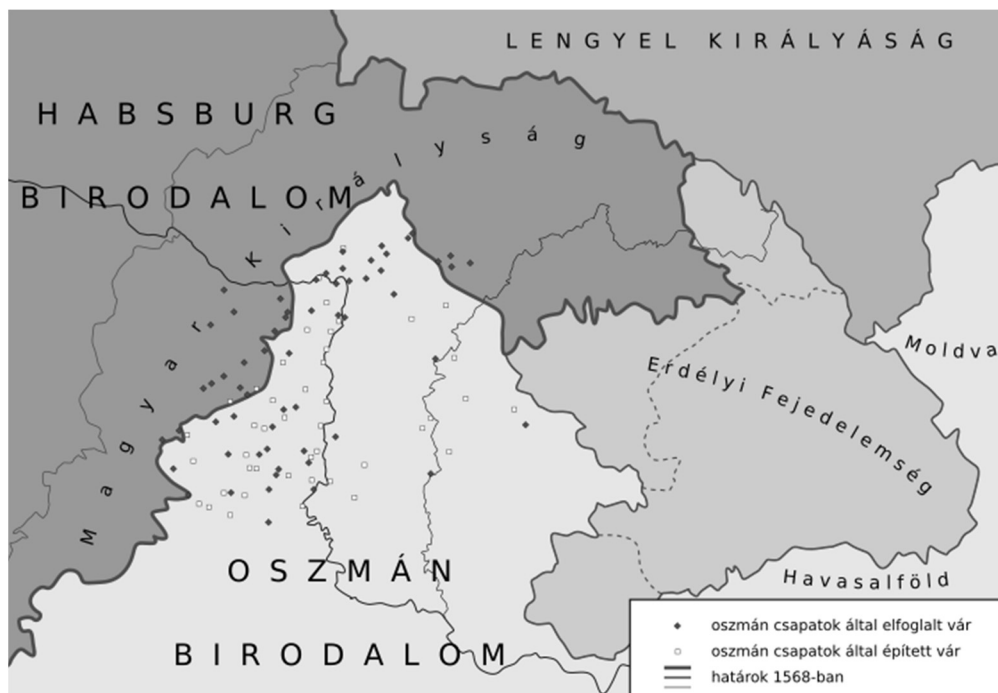 LENGYEL KIRÁLYÁSÁG
HABSBURG
BIRODALOM
Magyar Királyság
Moldva
Erdélyi Fejedelemség
OSZMÁN
BIRODALOM
Havasalföld
oszmán csapatok által elfoglalt vár
oszmán csapatok által épített vár
határok 1568-ban